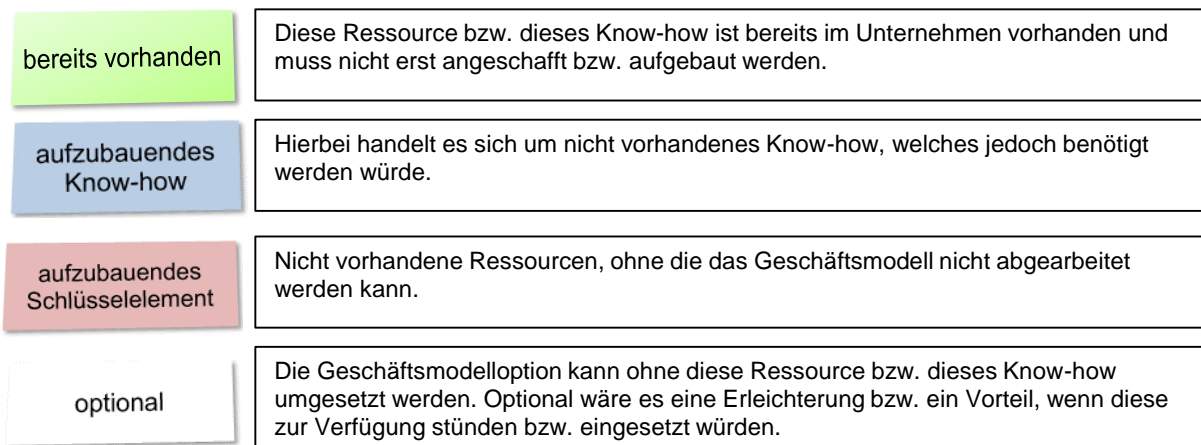 bereits vorhanden
Diese Ressource bzw. dieses Know-how ist bereits im Unternehmen vorhanden und
muss nicht erst angeschafft bzw. aufgebaut werden.
aufzubauendes
Know-how
Hierbei handelt es sich um nicht vorhandenes Know-how, welches jedoch benötigt
werden würde.
aufzubauendes
Schlüsselelement
Nicht vorhandene Ressourcen, ohne die das Geschäftsmodell nicht abgearbeitet
werden kann.
optional
Die Geschäftsmodelloption kann ohne diese Ressource bzw. dieses Know-how
umgesetzt werden. Optional wäre es eine Erleichterung bzw. ein Vorteil, wenn diese
zur Verfügung stünden bzw. eingesetzt würden.